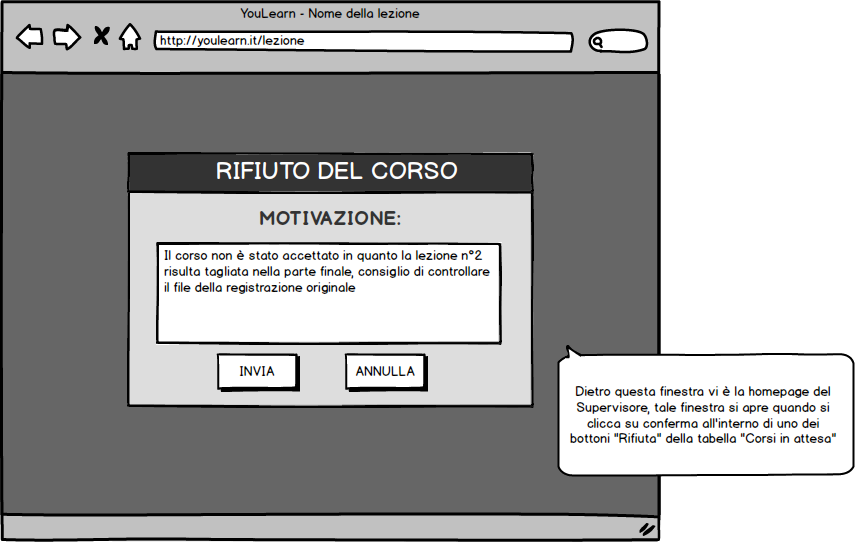 YouLearn - Nome della lezione
http://youlearn.it/lezione
RIFIUTO DEL CORSO
MOTIVAZIONE:
Il corso non è stato accettato in quanto la lezione n°2
risulta tagliata nella parte finale, consiglio di controllare
il file della registrazione originale
INVIA
ANNULLA
Dietro questa finestra vi è la homepage del
Supervisore, tale finestra si apre quando si
clicca su conferma all'interno di uno dei
bottoni "Rifiuta" della tabella "Corsi in attesa"